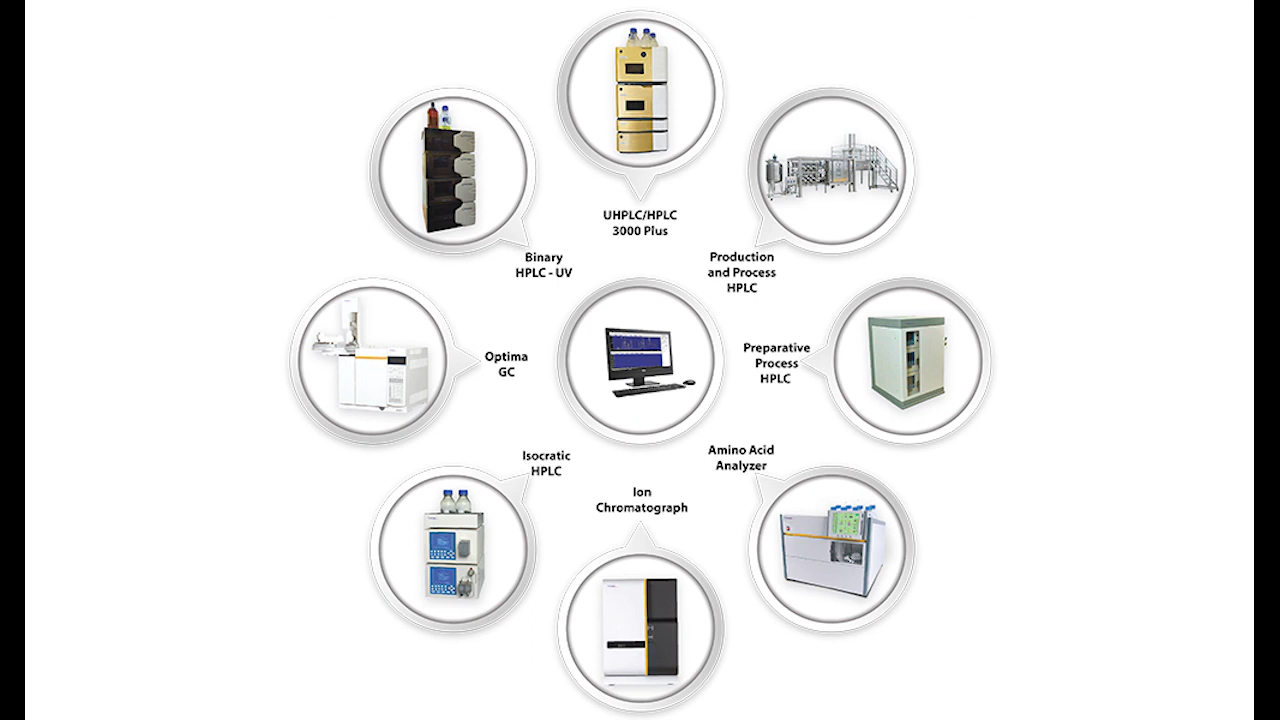 UHPLC/HPLC
3000 Plus
Binary
HPLC - UV
Production
and Process
HPLC
Optima
GC
Preparative
Process
HPLC
Isocratic
HPLC
Amino Acid
Analyzer
Ion
Chromatograph